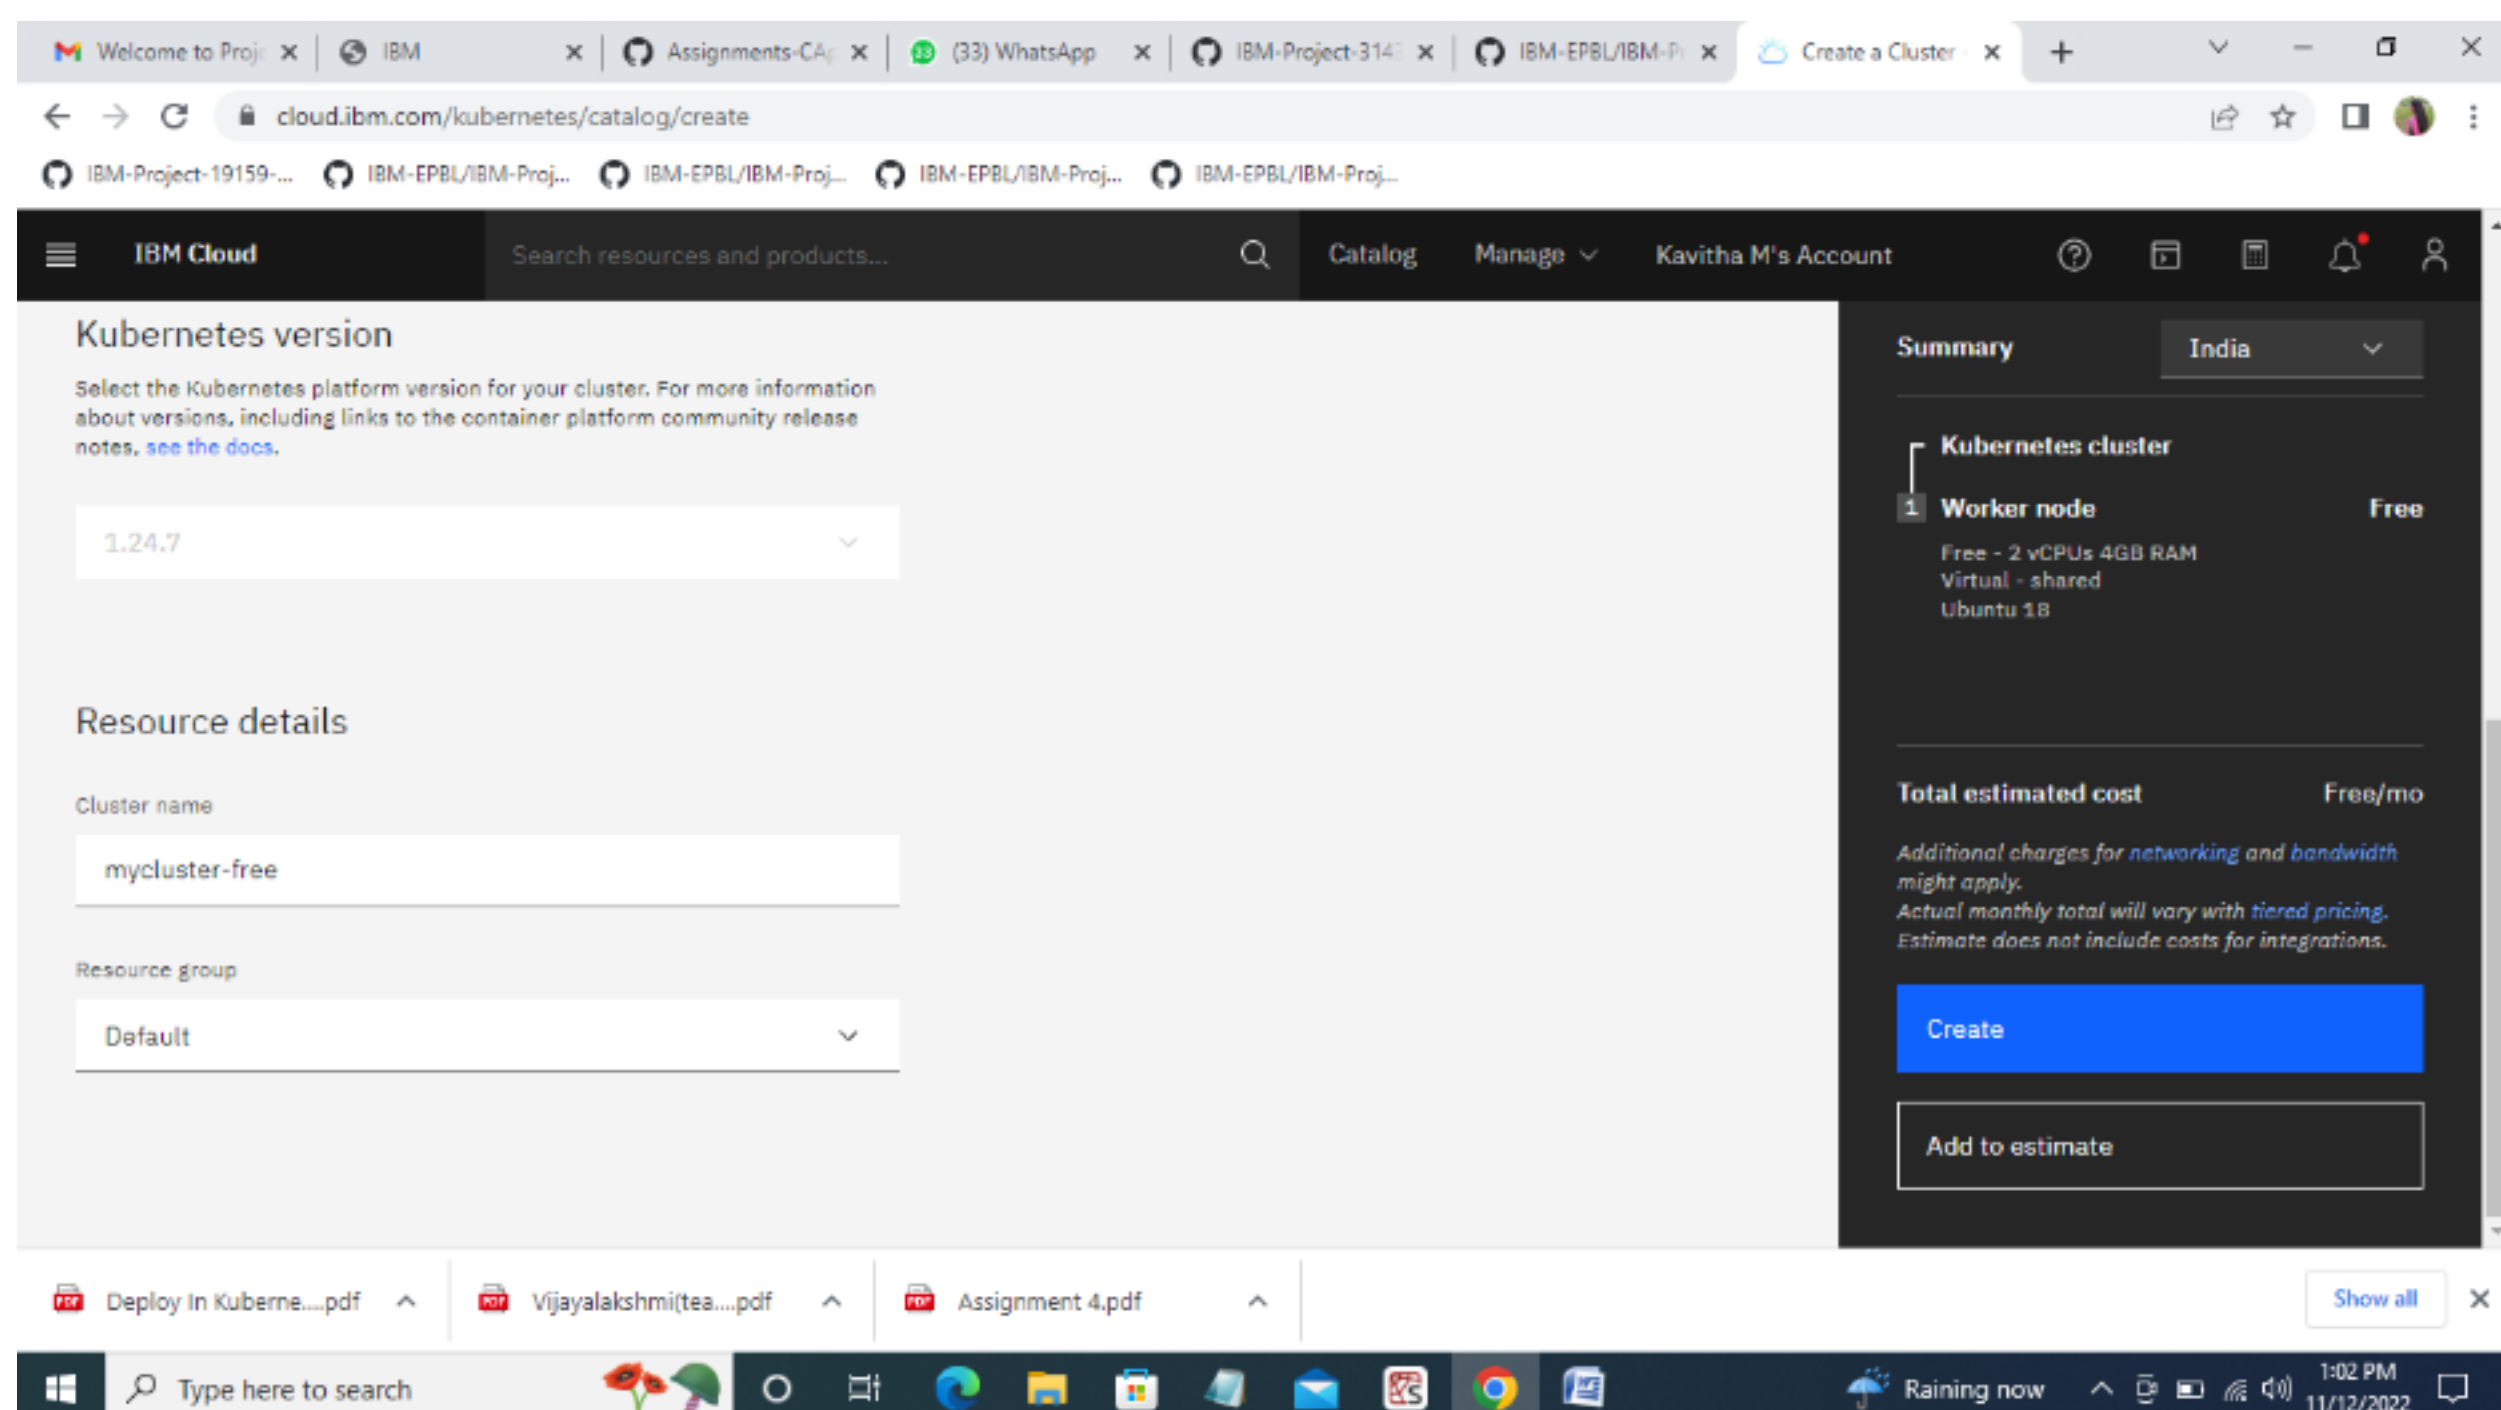 Welcome to Proj
IBM
Assignments-CA
(33) WhatsApp
IBM-Project-314
IBM-EPBL/IBM-P
Create a Cluster -
cloud.ibm.com/kubernetes/catalog/create
IBM-Project-19159-...
IBM-EPBL/IBM-Proj...
IBM-EPBL/IBM-Proj...
IBM-EPBL/IBM-Proj...
IBM-EPBL/IBM-Proj...
IBM Cloud
Search resources and products...
Catalog
Manage
Kavitha M's Account
Kubernetes version
Select the Kubernetes platform version for your cluster. For more information
about versions, including links to the container platform community release
notes, see the docs.
1.24.7
Resource details
Cluster name
mycluster-free
Resource group
Default
Summary
India
Kubernetes cluster
1 Worker node Free
Free - 2 vCPUs 4GB RAM
Virtual - shared
Ubuntu 18
Total estimated cost Free/mo
Additional charges for networking and bandwidth
might apply.
Actual monthly total will vary with tiered pricing.
Estimate does not include costs for integrations.
Create
Add to estimate
Deploy In Kuberne....pdf
Vijayalakshmi(tea....pdf
Assignment 4.pdf
Show all
Type here to search
Raining now
1:02 PM
11/12/2022